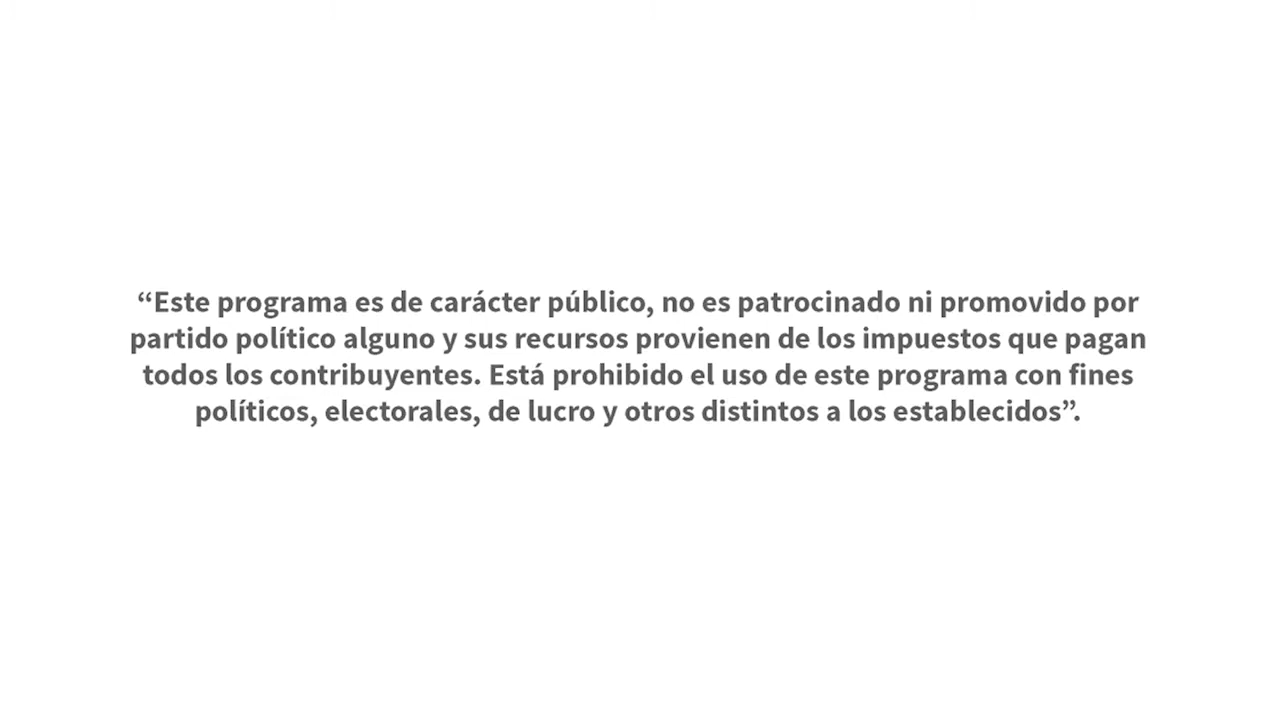 “Este programa es de carácter público, no es patrocinado ni promovido por
partido político alguno y sus recursos provienen de los impuestos que pagan
todos los contribuyentes. Está prohibido el uso de este programa con fines
políticos, electorales, de lucro y otros distintos a los establecidos”.